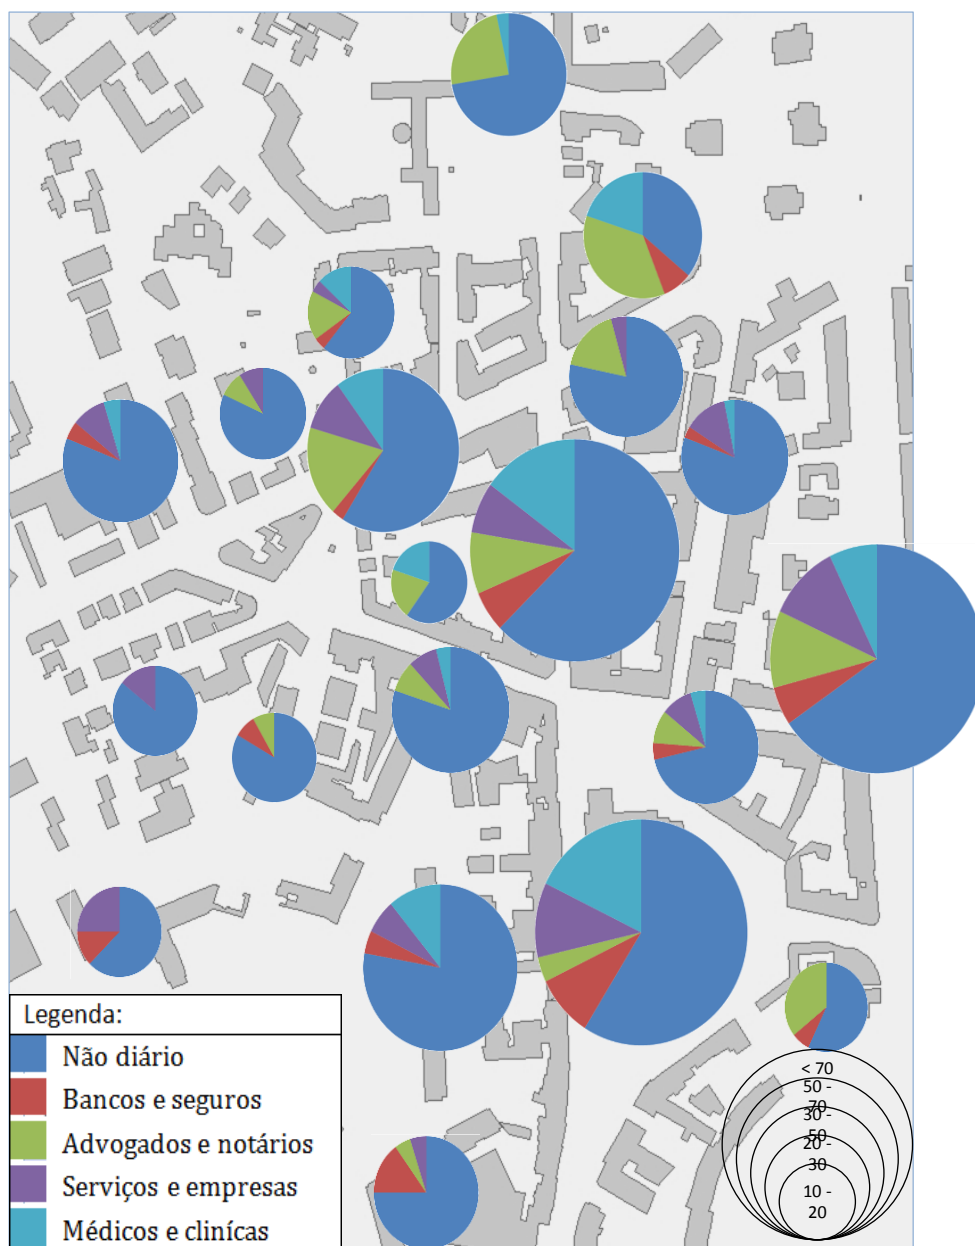 Legenda:
Não diário
Bancos e seguros
Advogados e notários
Serviços e empresas
Médicos e clinícas
< 70
50 -
70
30 -
50
20 -
30
10 -
20